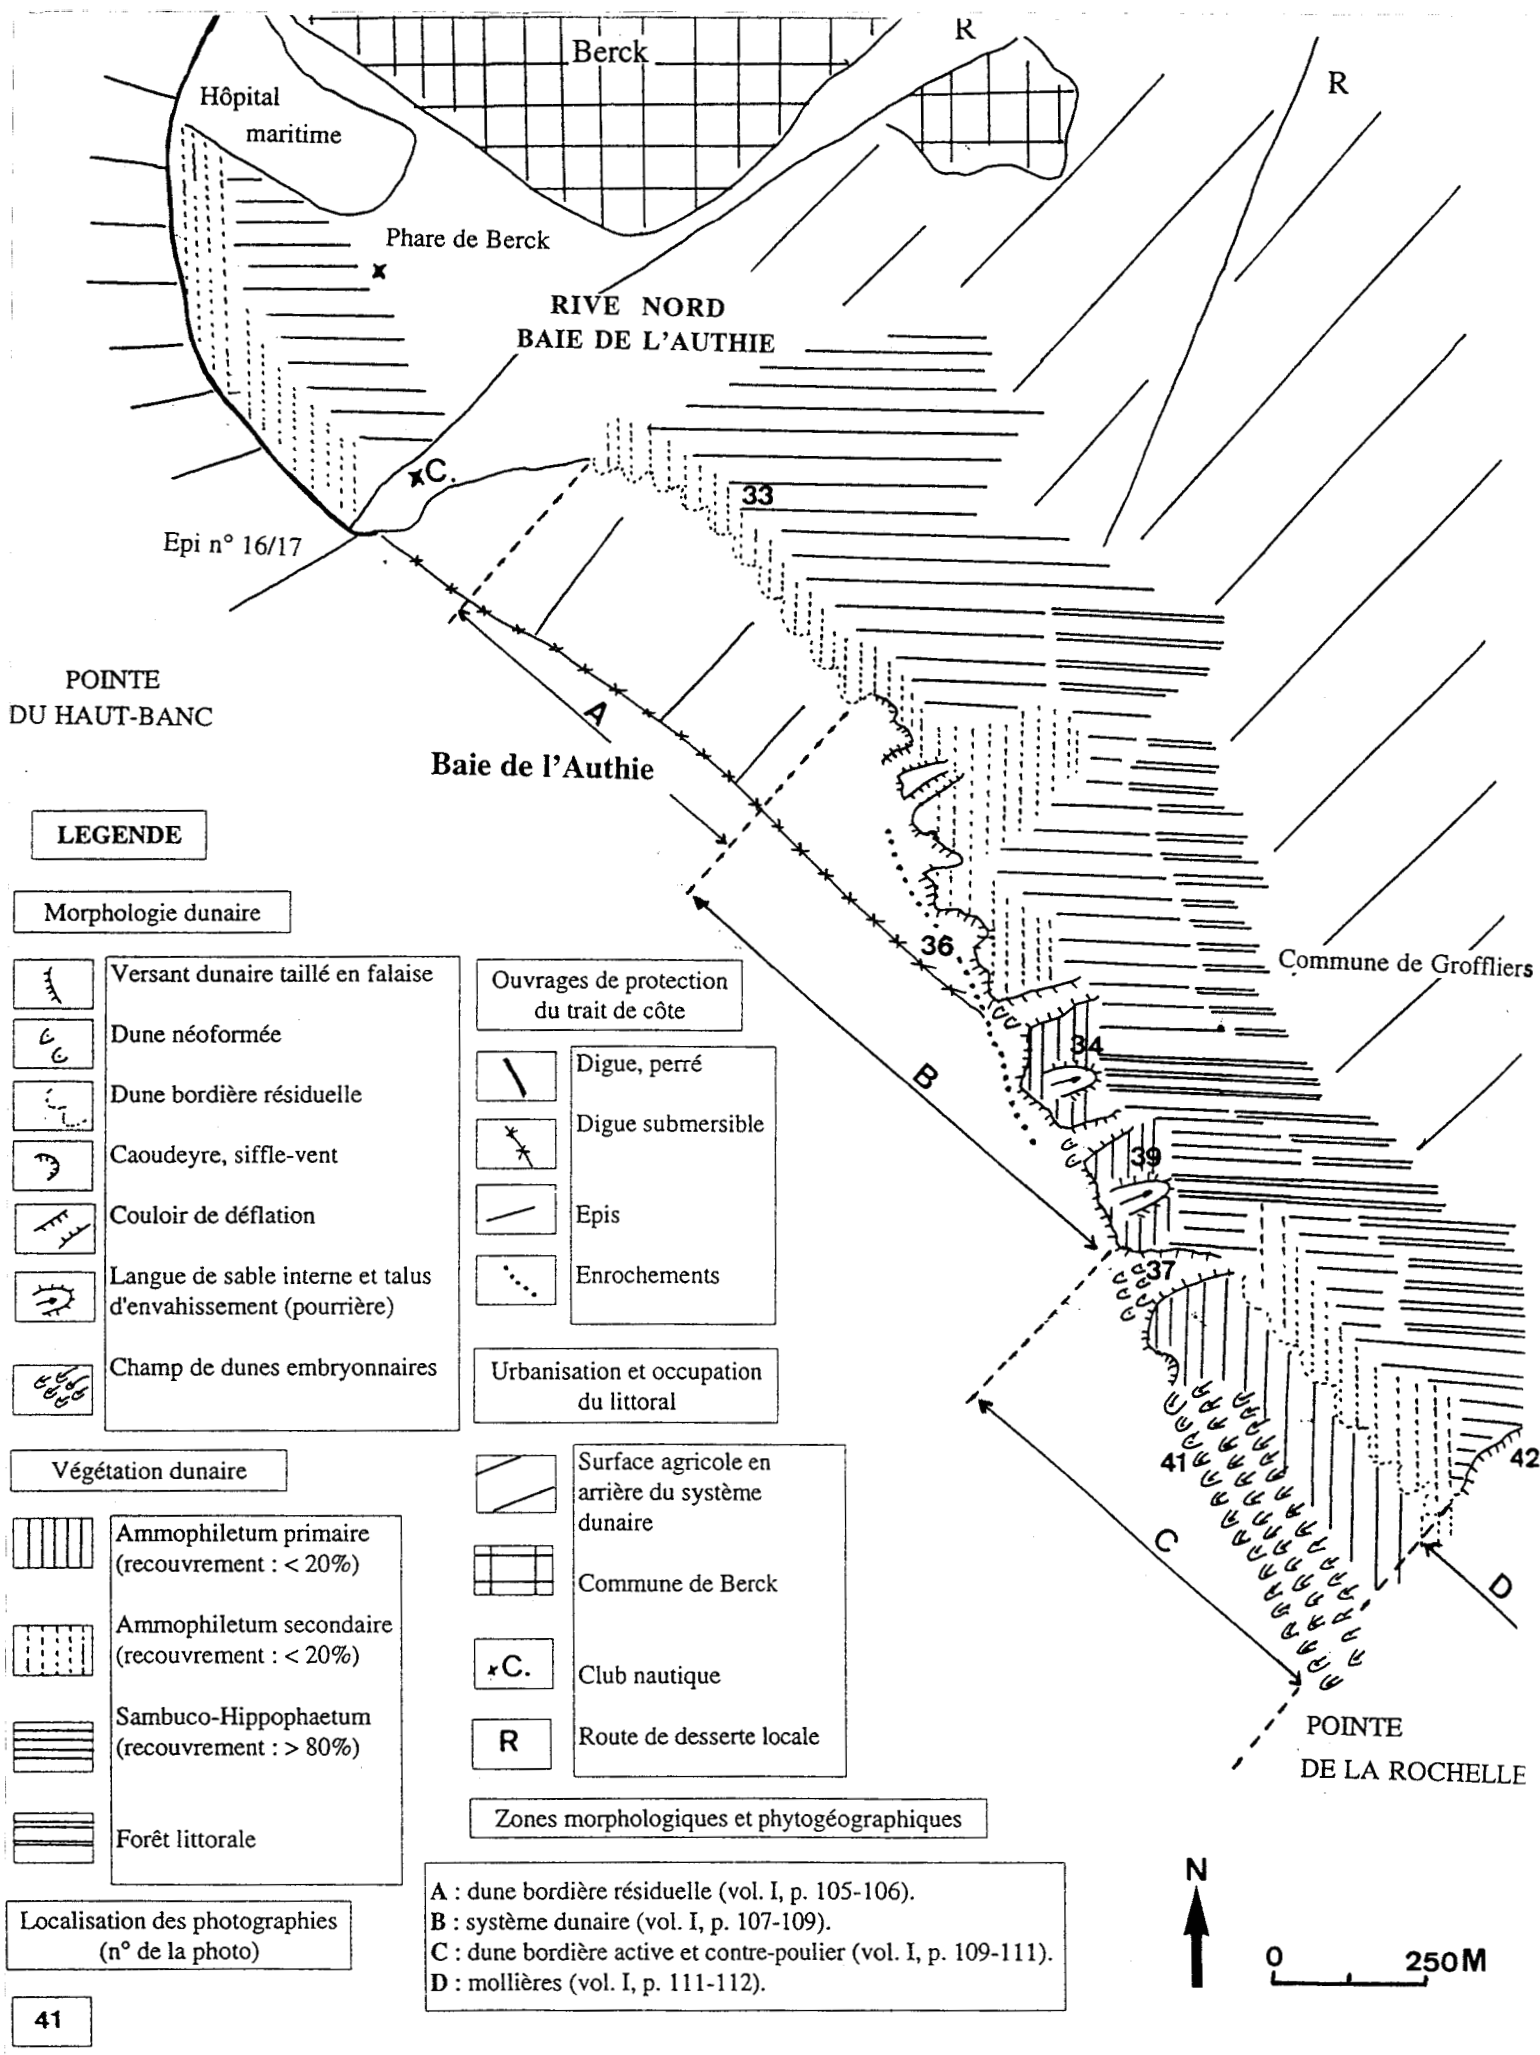 Berck
R
R
Hôpital
maritime
Phare de Berck
RIVE NORD
BAIE DE L'AUTHIE
C.
33
Epi n° 16/17
POINTE
DU HAUT-BANC
A
Baie de l'Authie
36
Commune de Groffliers
34
B
39
37
41
42
C
D
POINTE
DE LA ROCHELLE
N
0 250M
LEGENDE
Morphologie dunaire
Versant dunaire taillé en falaise
Dune néoformée
Dune bordière résiduelle
Caoudeyre, siffle-vent
Couloir de déflation
Langue de sable interne et talus
d'envahissement (pourrière)
Champ de dunes embryonnaires
Végétation dunaire
Ammophiletum primaire
(recouvrement : < 20%)
Ammophiletum secondaire
(recouvrement : < 20%)
Sambuco-Hippophaetum
(recouvrement : > 80%)
Forêt littorale
Localisation des photographies
(n° de la photo)
41
Ouvrages de protection
du trait de côte
Digue, perré
Digue submersible
Epis
Enrochements
Urbanisation et occupation
du littoral
Surface agricole en
arrière du système
dunaire
Commune de Berck
C.
Club nautique
R
Route de desserte locale
Zones morphologiques et phytogéographiques
A : dune bordière résiduelle (vol. I, p. 105-106).
B : système dunaire (vol. I, p. 107-109).
C : dune bordière active et contre-poulier (vol. I, p. 109-111).
D : mollières (vol. I, p. 111-112).